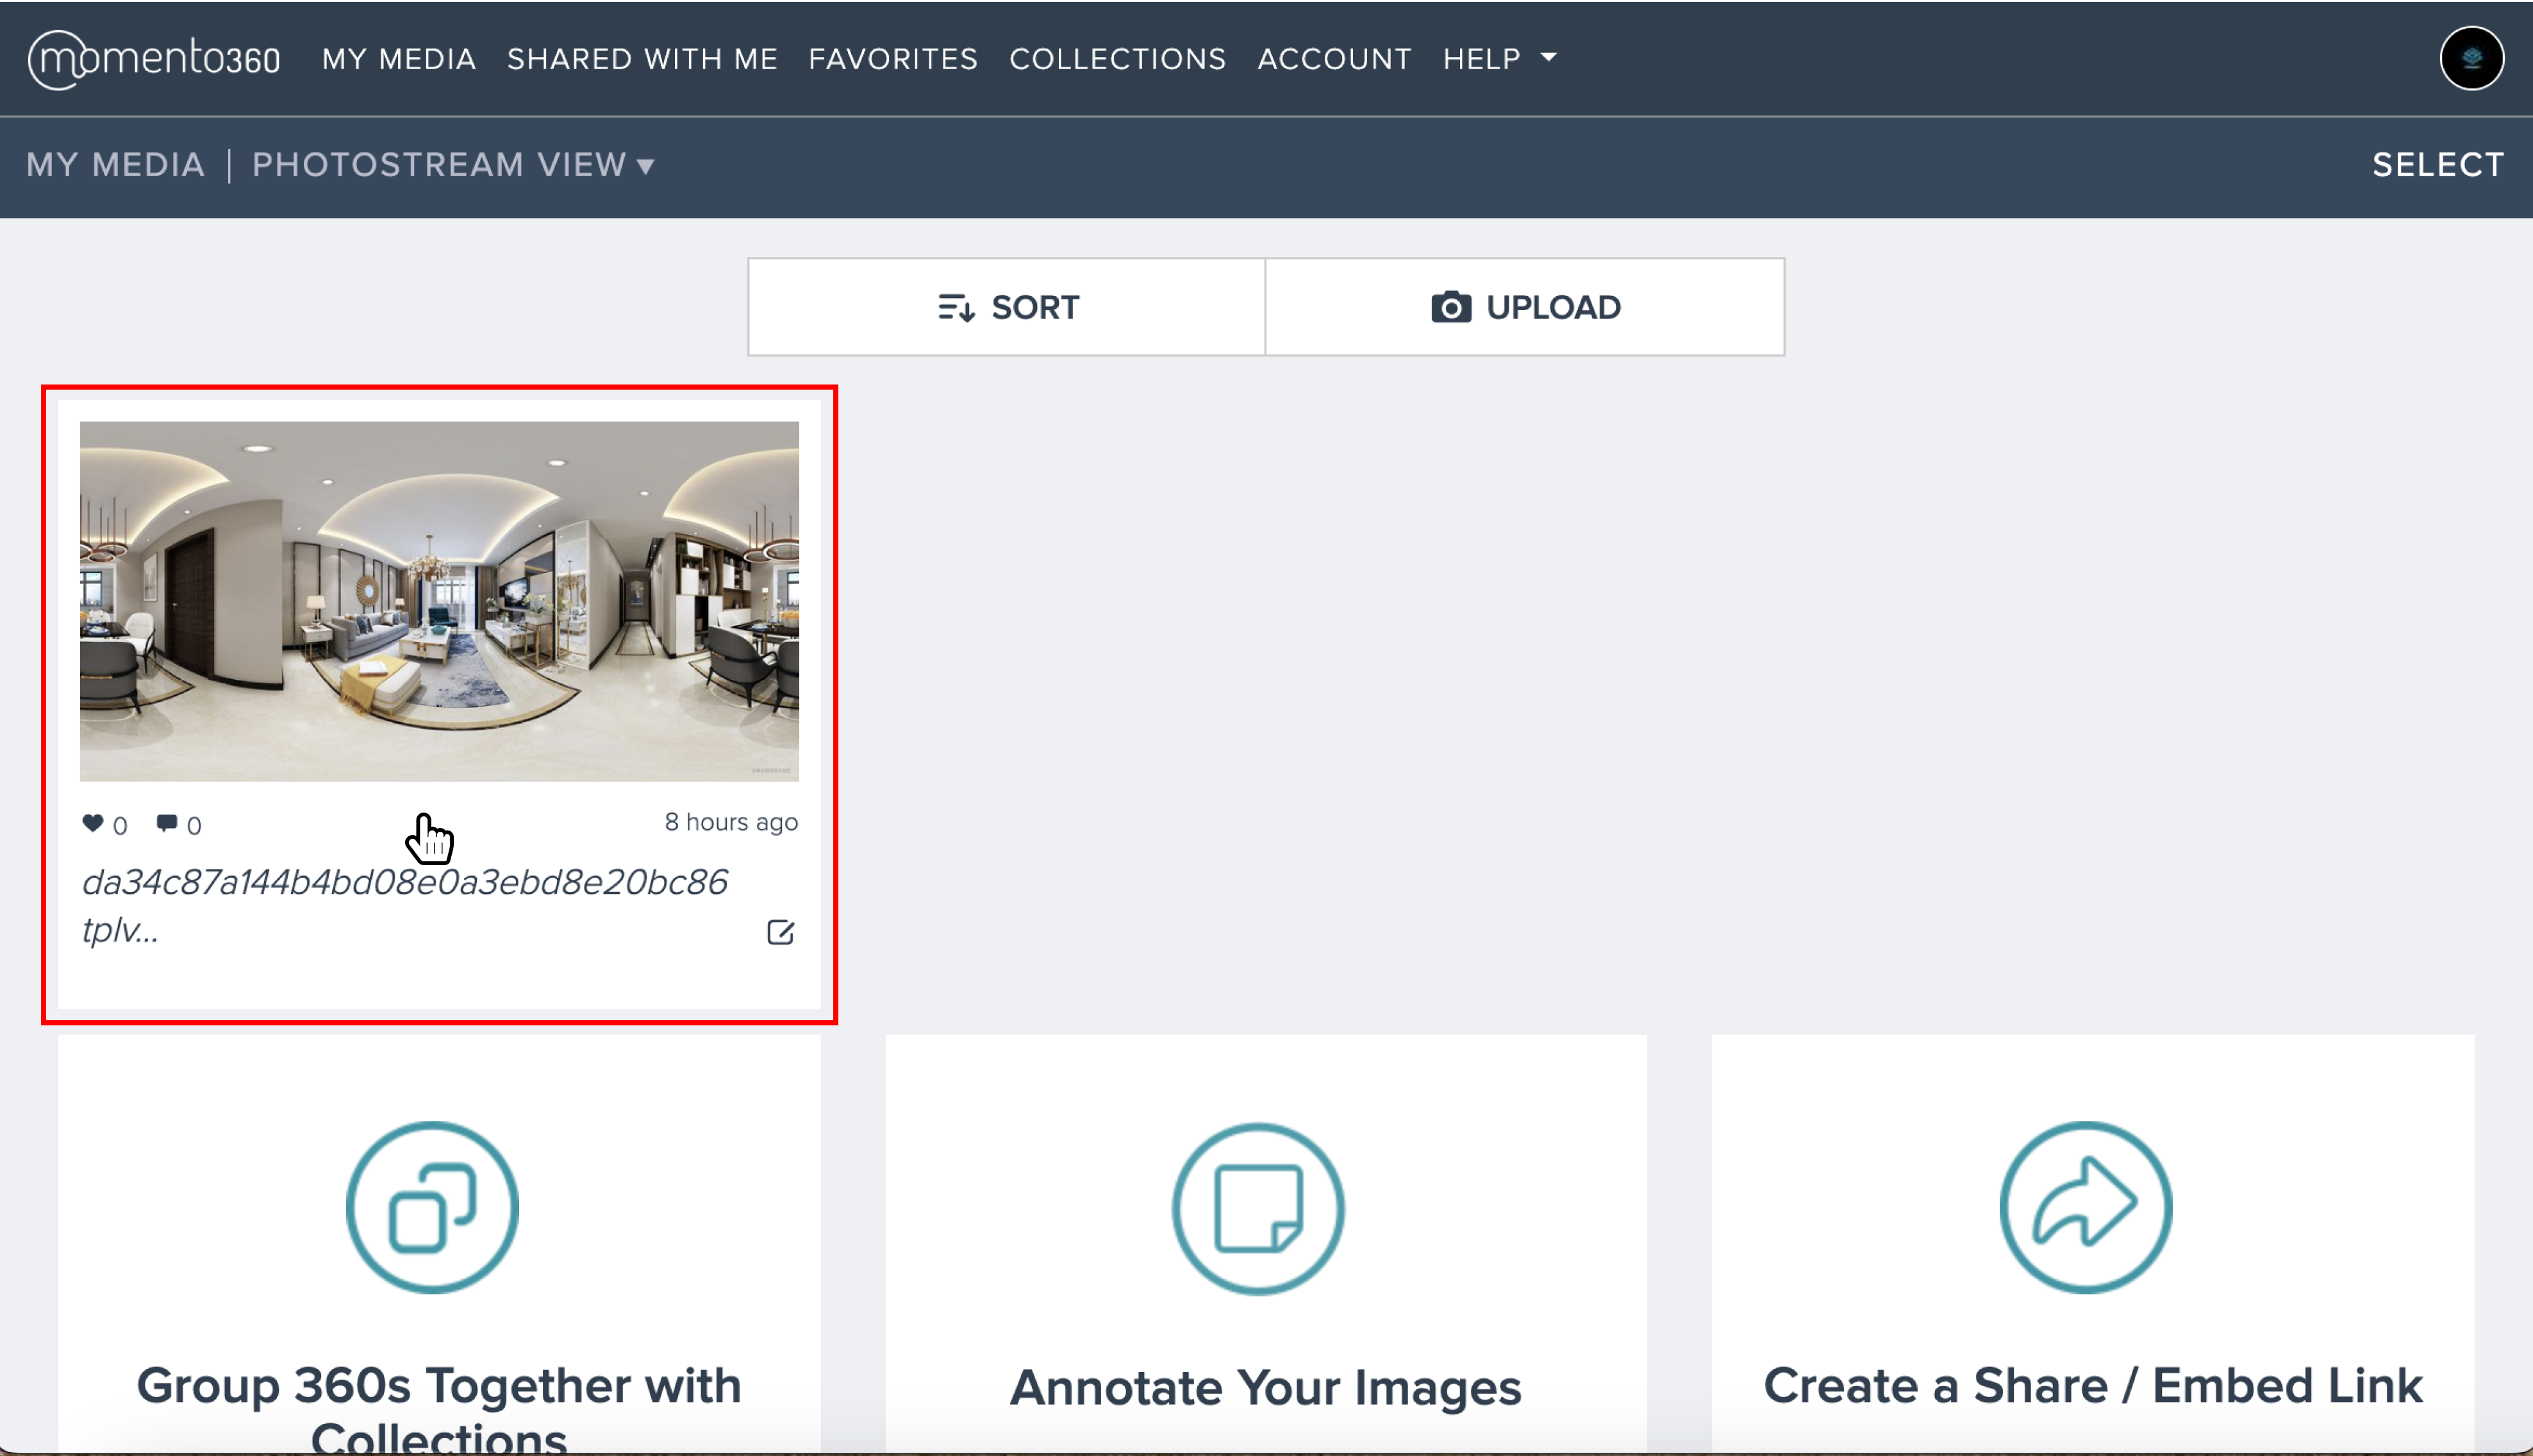 momento360 MY MEDIA SHARED WITH ME FAVORITES COLLECTIONS ACCOUNT HELP
MY MEDIA | PHOTOSTREAM VIEW ▼ SELECT
SORT UPLOAD
0 0 8 hours ago
da34c87a144b4bd08e0a3ebd8e20bc86
tplv...
Group 360s Together with
Collections
Annotate Your Images
Create a Share / Embed Link